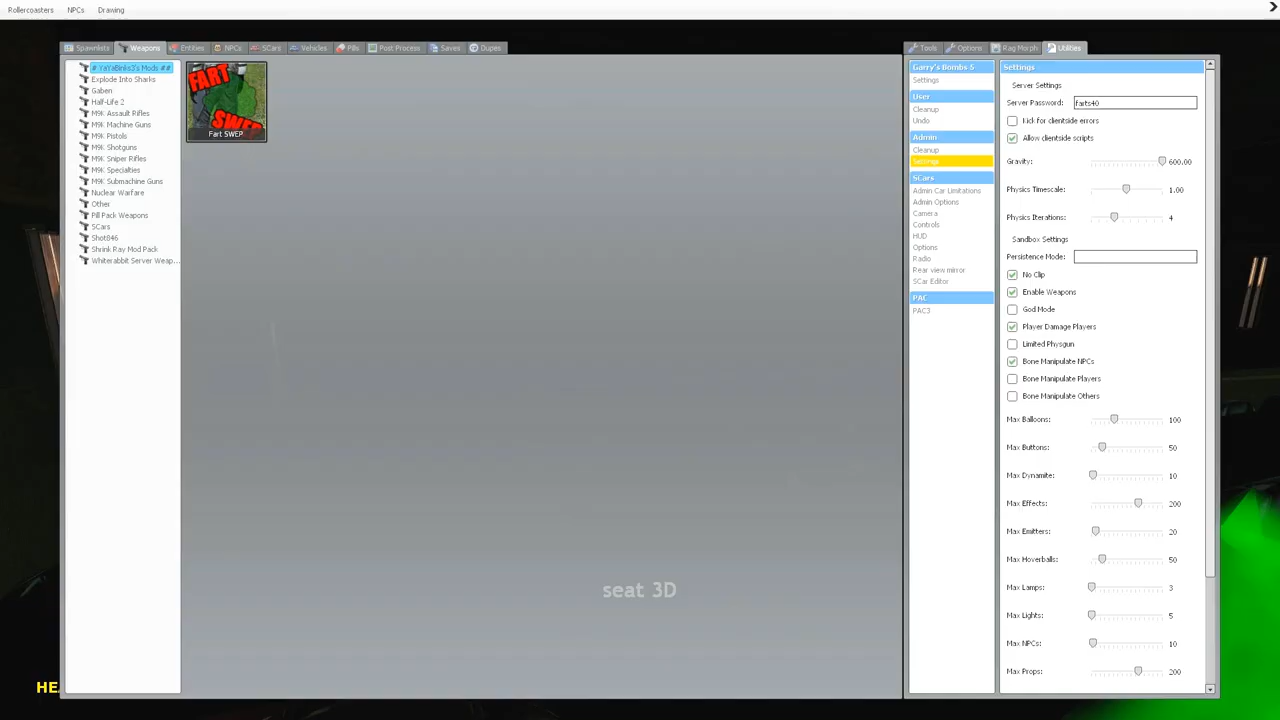 Rollercoasters NPCs Drawing
Spawnlists Weapons Entities NPCs SCars Vehicles Pills Post Process Saves Dupes
# YaYaBinks3's Mods ##
Explode Into Sharks
Gaben
Half-Life 2
M9K Assault Rifles
M9K Machine Guns
M9K Pistols
M9K Shotguns
M9K Sniper Rifles
M9K Specialties
M9K Submachine Guns
Nuclear Warfare
Other
Pill Pack Weapons
SCars
Shot846
Shrink Ray Mod Pack
Whiterabbit Server Weap...
FART
SWEP
Fart SWEP
seat 3D
HE
Tools Options Rag Morph Utilities
Garry's Bombs 5
Settings
User
Cleanup
Undo
Admin
Cleanup
Settings
SCars
Admin Car Limitations
Admin Options
Camera
Controls
HUD
Options
Radio
Rear view mirror
SCar Editor
PAC
PAC3
Settings
Server Settings
Server Password: farts40
Kick for clientside errors
Allow clientside scripts
Gravity: 600.00
Physics Timescale: 1.00
Physics Iterations: 4
Sandbox Settings
Persistence Mode:
No Clip
Enable Weapons
God Mode
Player Damage Players
Limited Physgun
Bone Manipulate NPCs
Bone Manipulate Players
Bone Manipulate Others
Max Balloons: 100
Max Buttons: 50
Max Dynamite: 10
Max Effects: 200
Max Emitters: 20
Max Hoverballs: 50
Max Lamps: 3
Max Lights: 5
Max NPCs: 10
Max Props: 200